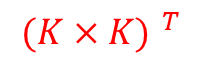 (K × K) ᵀ